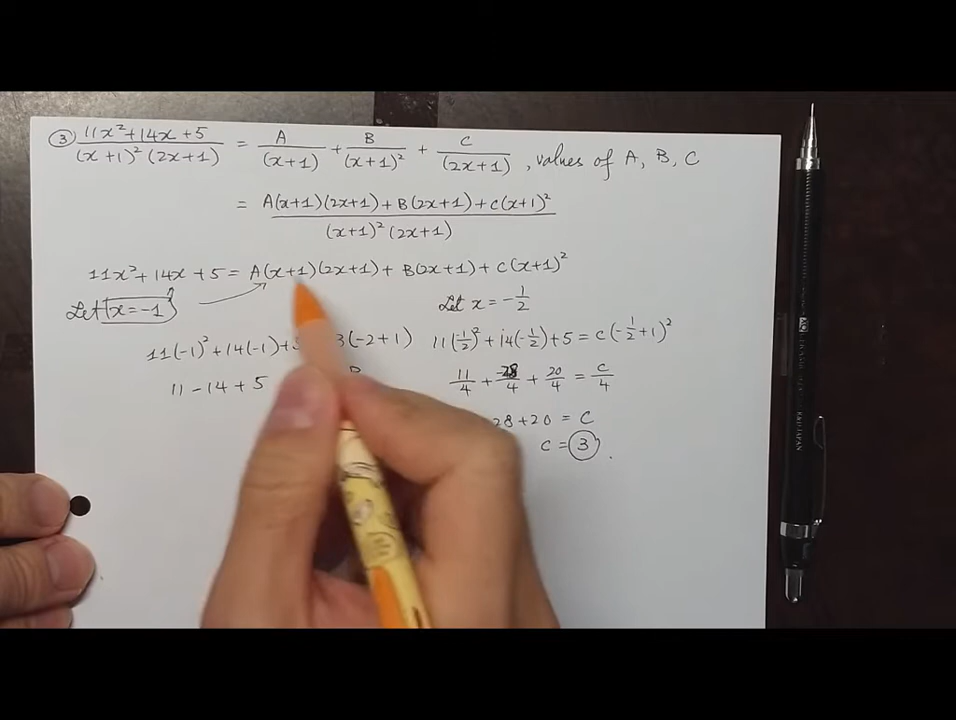 ③ 11x²+14x+5 / (x+1)²(2x+1) = A/(x+1) + B/(x+1)² + C/(2x+1) , values of A, B, C
= A(x+1)(2x+1)+B(2x+1)+C(x+1)² / (x+1)²(2x+1)
11x²+14x+5 = A(x+1)(2x+1)+B(2x+1)+C(x+1)²
Let x=-1
11(-1)²+14(-1)+ (-2+1)
11-14+5
Let x = -1/2
11(-1/2)²+14(-1/2)+5 = C(-1/2+1)²
11/4 + -28/4 + 20/4 = C/4
28+20 = C
C = 3